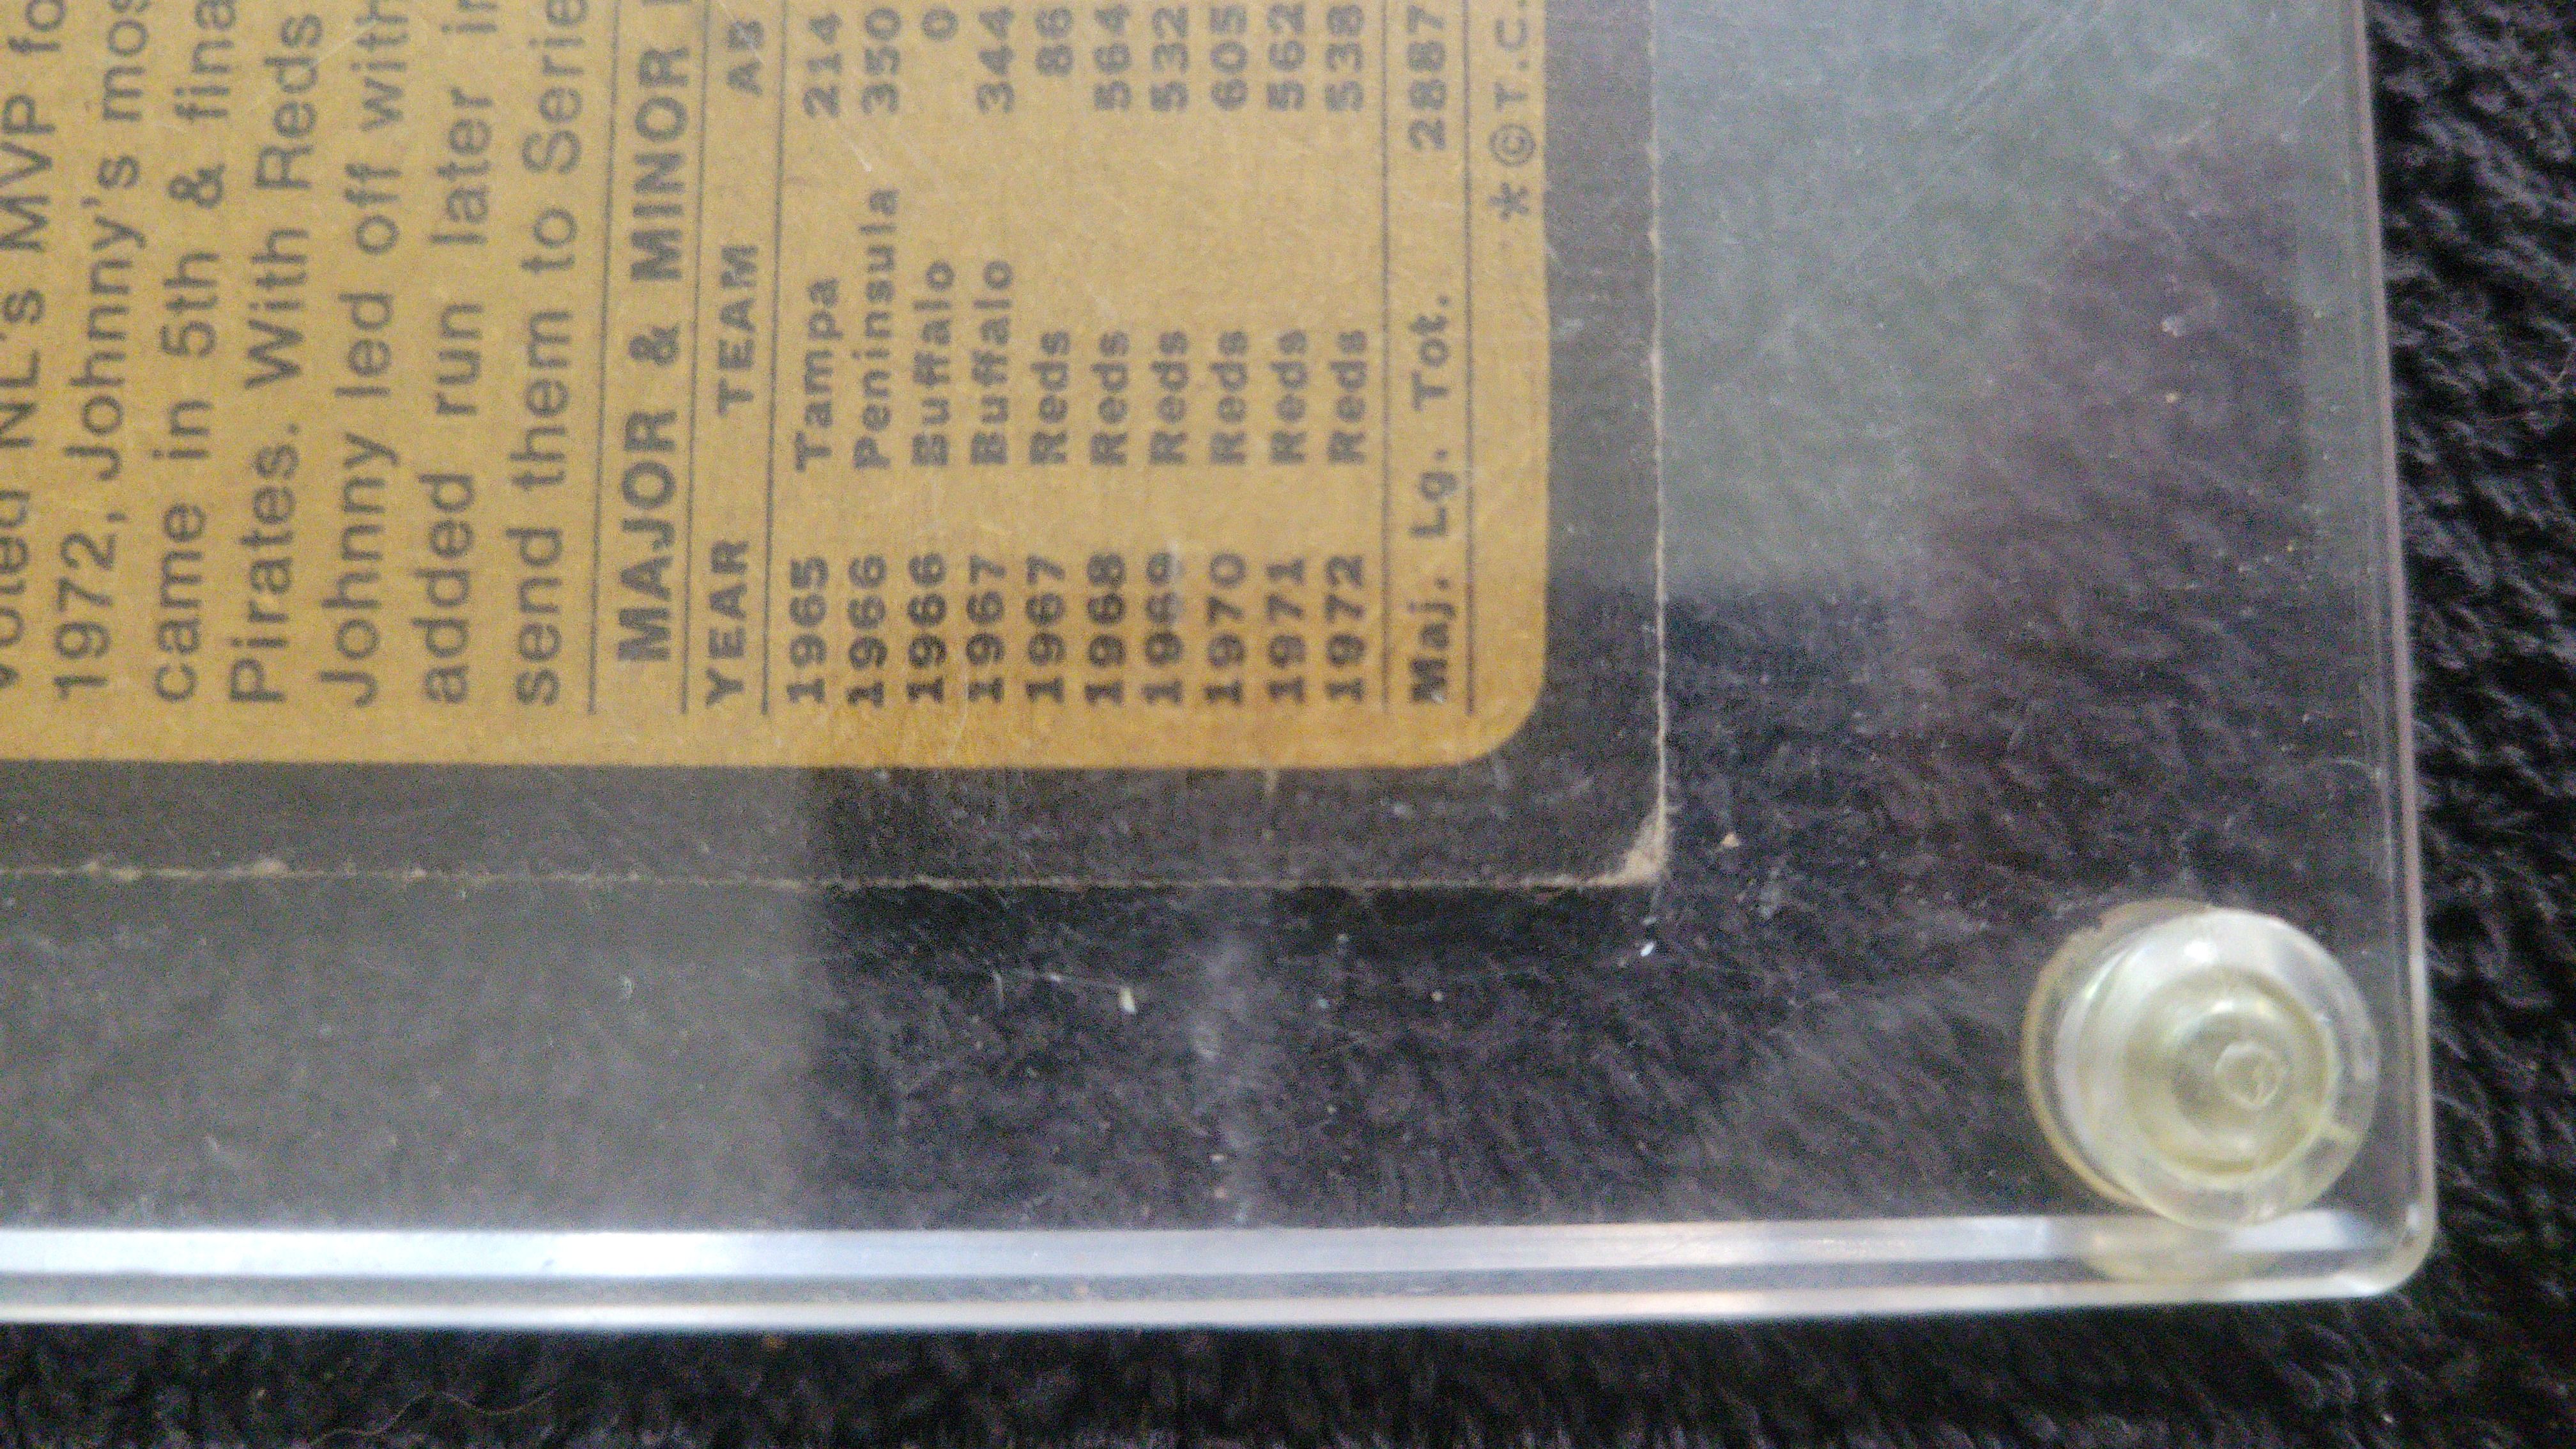 voted NL's MVP fo
1972, Johnny's mos
came in 5th & fina
Pirates. With Reds
Johnny led off with
added run later in
send them to Serie
MAJOR & MINOR
YEAR TEAM AB
1965 Tampa 214
1966 Peninsula 350
1966 Buffalo 0
1967 Buffalo 344
1967 Reds 86
1968 Reds 564
1969 Reds 532
1970 Reds 605
1971 Reds 562
1972 Reds 538
Maj. Lg. Tot. 2887
* © T.C.